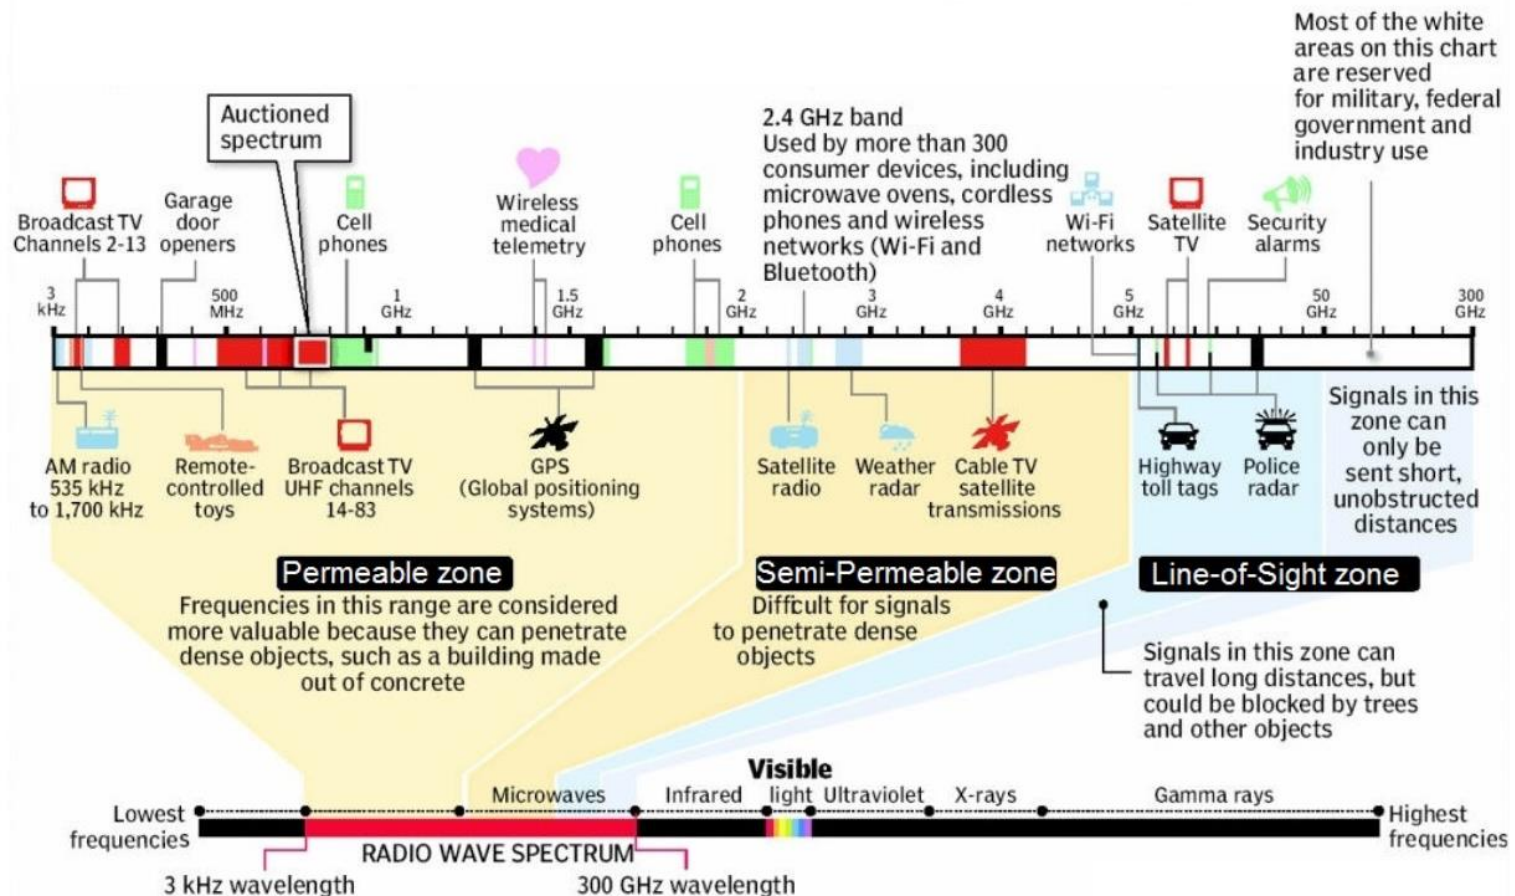 Most of the white
areas on this chart
are reserved
for military, federal
government and
industry use
Auctioned
spectrum
2.4 GHz band
Used by more than 300
consumer devices, including
microwave ovens, cordless
phones and wireless
networks (Wi-Fi and
Bluetooth)
Broadcast TV
Channels 2-13
Garage
door
openers
Cell
phones
Wireless
medical
telemetry
Cell
phones
Wi-Fi
networks
Satellite
TV
Security
alarms
3
kHz
500
MHz
1
GHz
1.5
GHz
2
GHz
3
GHz
4
GHz
5
GHz
50
GHz
300
GHz
AM radio
535 kHz
to 1,700 kHz
Remote-
controlled
toys
Broadcast TV
UHF channels
14-83
GPS
(Global positioning
systems)
Satellite
radio
Weather
radar
Cable TV
satellite
transmissions
Highway
toll tags
Police
radar
Signals in this
zone can
only be
sent short,
unobstructed
distances
Permeable zone
Frequencies in this range are considered
more valuable because they can penetrate
dense objects, such as a building made
out of concrete
Semi-Permeable zone
Difficult for signals
to penetrate dense
objects
Line-of-Sight zone
Signals in this zone can
travel long distances, but
could be blocked by trees
and other objects
Lowest
frequencies
Microwaves
Infrared
Visible
light
Ultraviolet
X-rays
Gamma rays
Highest
frequencies
RADIO WAVE SPECTRUM
3 kHz wavelength
300 GHz wavelength